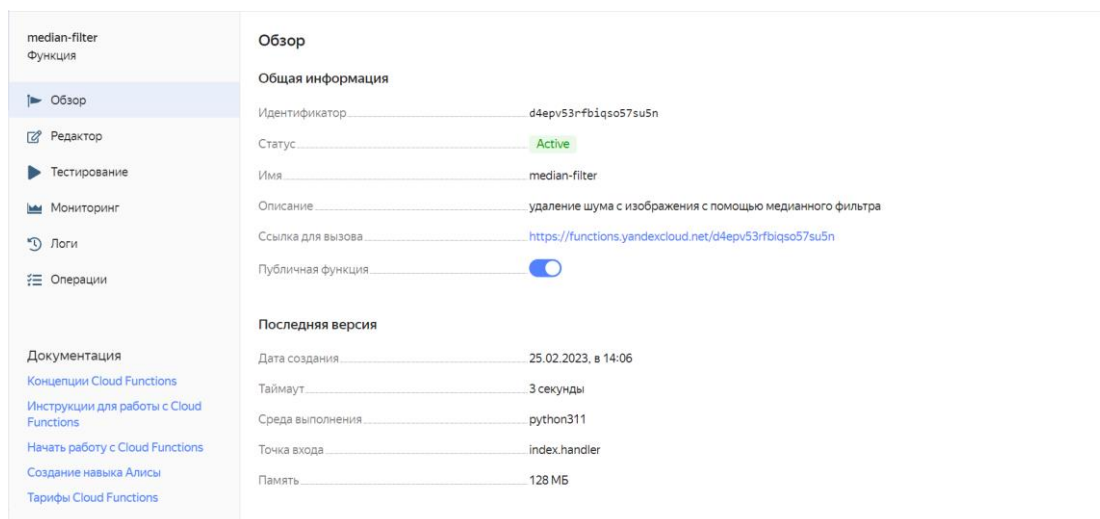 median-filter
Функция
Обзор
Редактор
Тестирование
Мониторинг
Логи
Операции
Документация
Концепции Cloud Functions
Инструкции для работы с Cloud
Functions
Начать работу с Cloud Functions
Создание навыка Алисы
Тарифы Cloud Functions
Обзор
Общая информация
Идентификатор d4epv53rfbiqso57su5n
Статус Active
Имя median-filter
Описание удаление шума с изображения с помощью медианного фильтра
Ссылка для вызова https://functions.yandexcloud.net/d4epv53rfbiqso57su5n
Публичная функция
Последняя версия
Дата создания 25.02.2023, в 14:06
Таймаут 3 секунды
Среда выполнения python311
Точка входа index.handler
Память 128 МБ